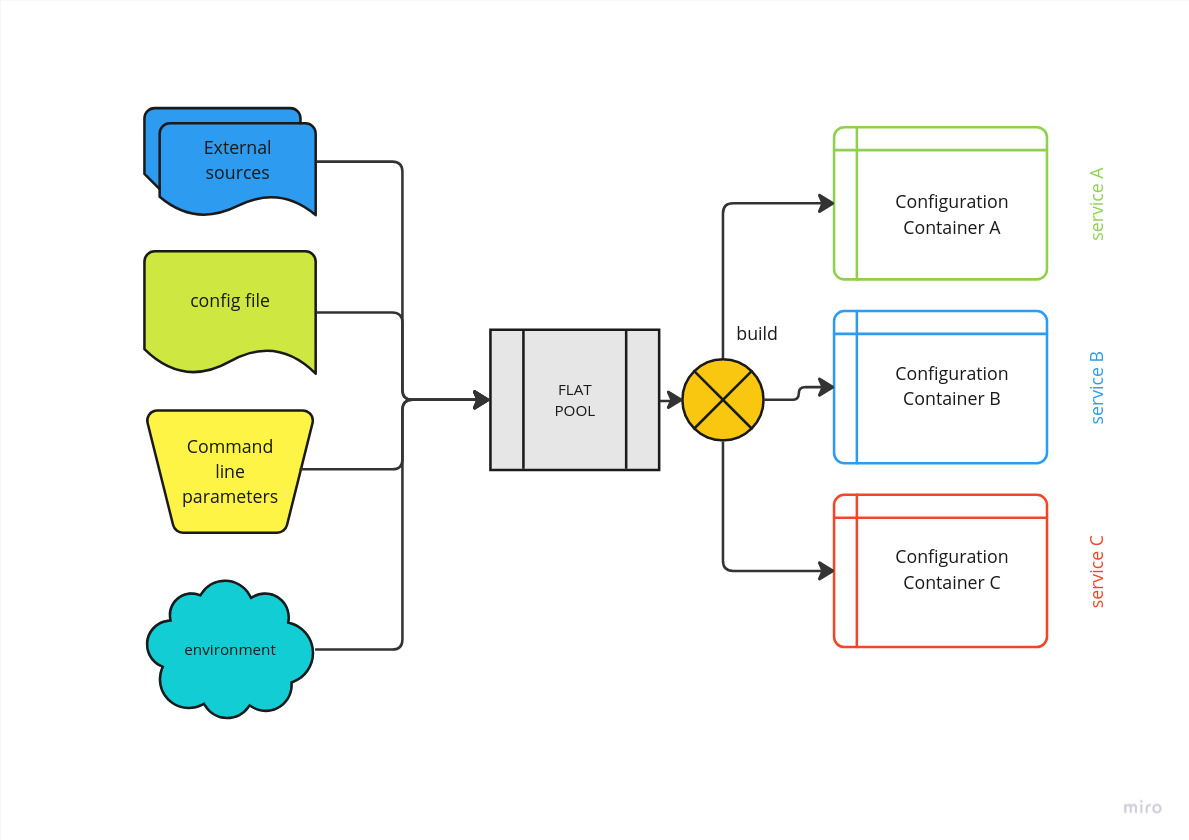 External
sources
config file
Command
line
parameters
environment
FLAT
POOL
build
Configuration
Container A
service A
Configuration
Container B
service B
Configuration
Container C
service C
miro